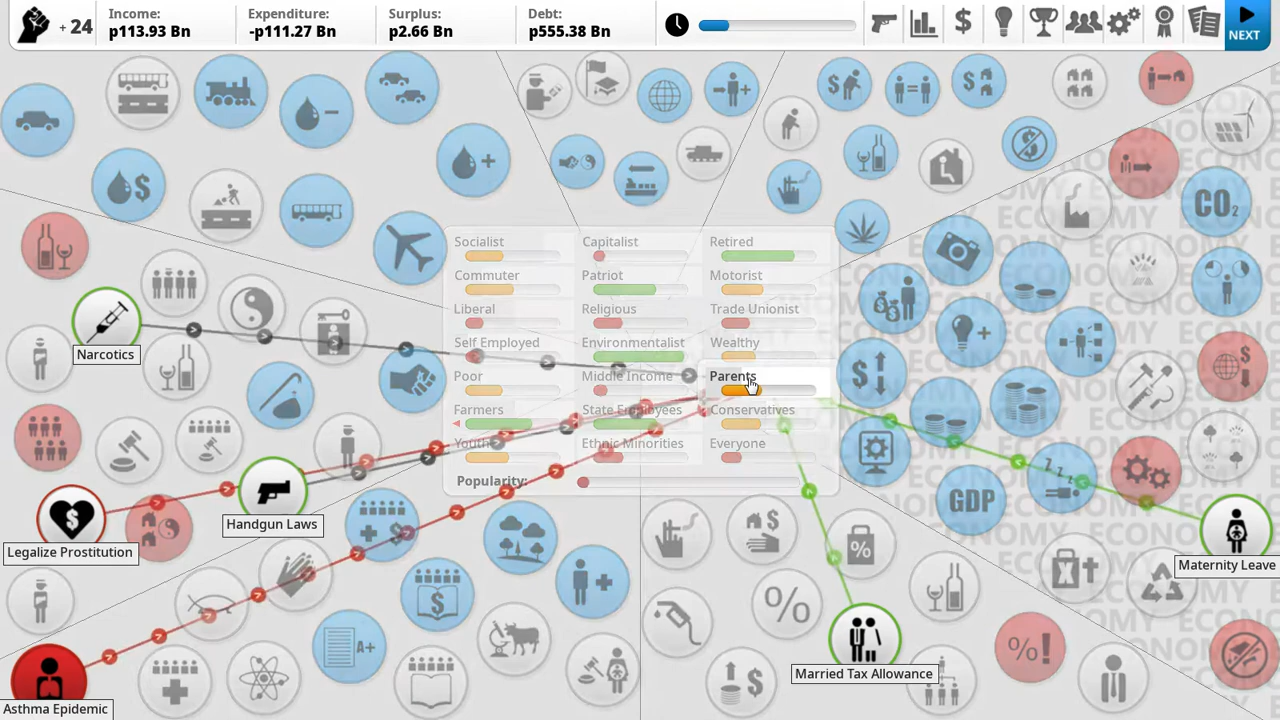 Income:
p113.93 Bn
Expenditure:
-p111.27 Bn
Surplus:
p2.66 Bn
Debt:
p555.38 Bn
+ 24
NEXT
CO₂
Socialist
Capitalist
Retired
Commuter
Patriot
Motorist
Liberal
Religious
Trade Unionist
Self Employed
Environmentalist
Wealthy
Poor
Middle Income
Parents
Farmers
State Employees
Conservatives
Youth
Ethnic Minorities
Everyone
Popularity:
Narcotics
Handgun Laws
Legalize Prostitution
GDP
Maternity Leave
Married Tax Allowance
Asthma Epidemic
A+
%
%
%!
ECONOMY